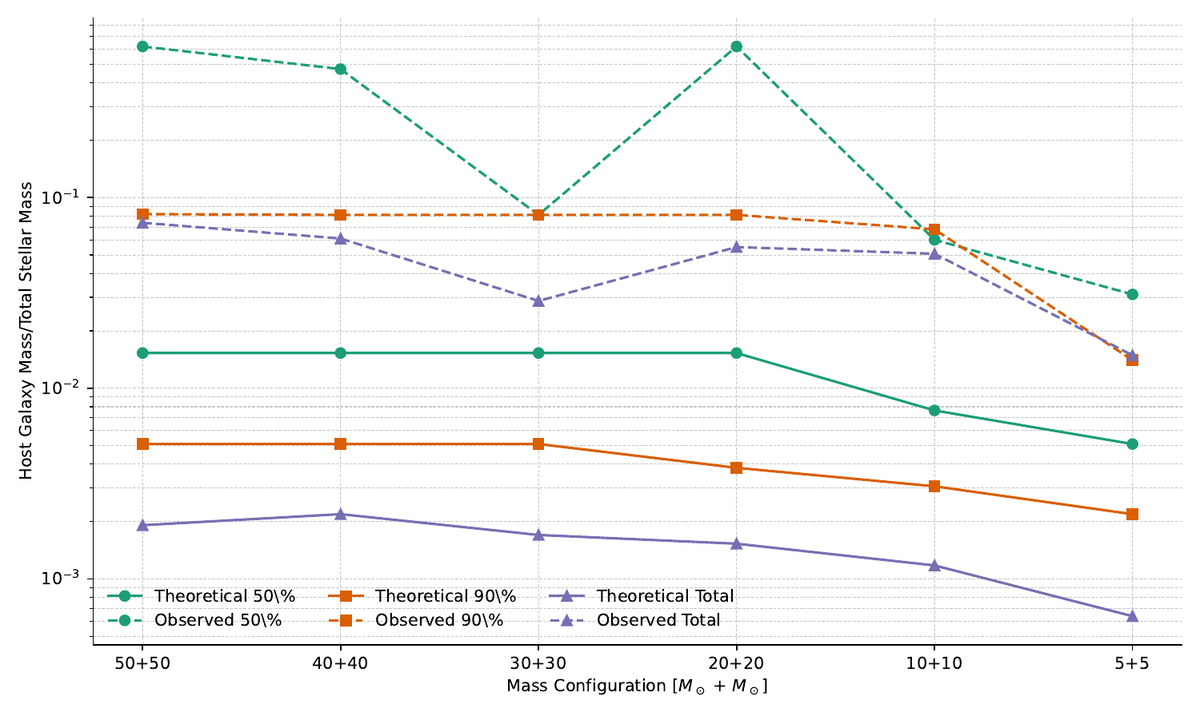 Host Galaxy Mass/Total Stellar Mass
10⁻¹
10⁻²
10⁻³
Theoretical 50\% Theoretical 90\% Theoretical Total
Observed 50\% Observed 90\% Observed Total
50+50 40+40 30+30 20+20 10+10 5+5
Mass Configuration [M⊙ + M⊙]